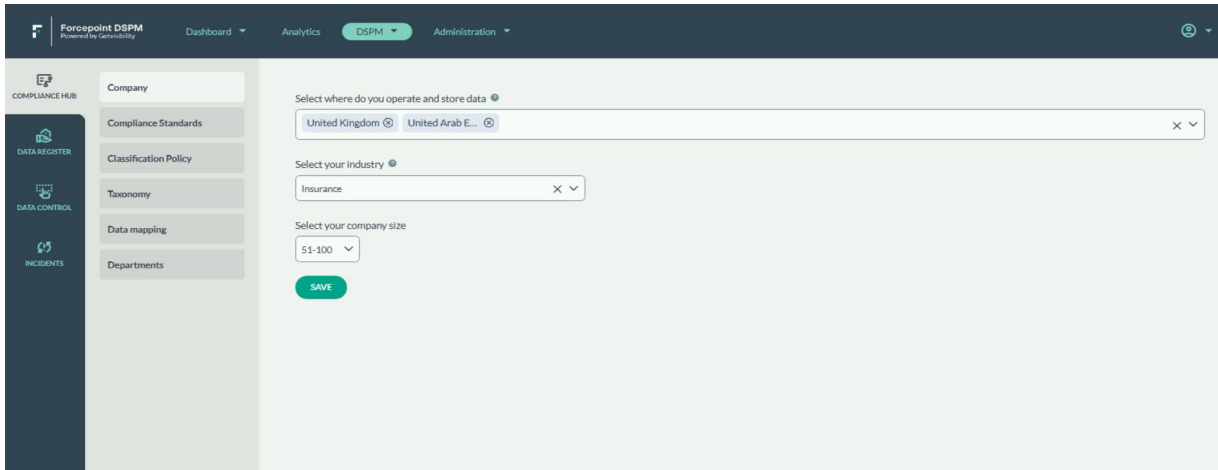 Forcepoint DSPM
Powered by Getvisibility
Dashboard
Analytics
DSPM
Administration
COMPLIANCE HUB
DATA REGISTER
DATA CONTROL
INCIDENTS
Company
Compliance Standards
Classification Policy
Taxonomy
Data mapping
Departments
Select where do you operate and store data
United Kingdom
United Arab E...
Select your industry
Insurance
Select your company size
51-100
SAVE